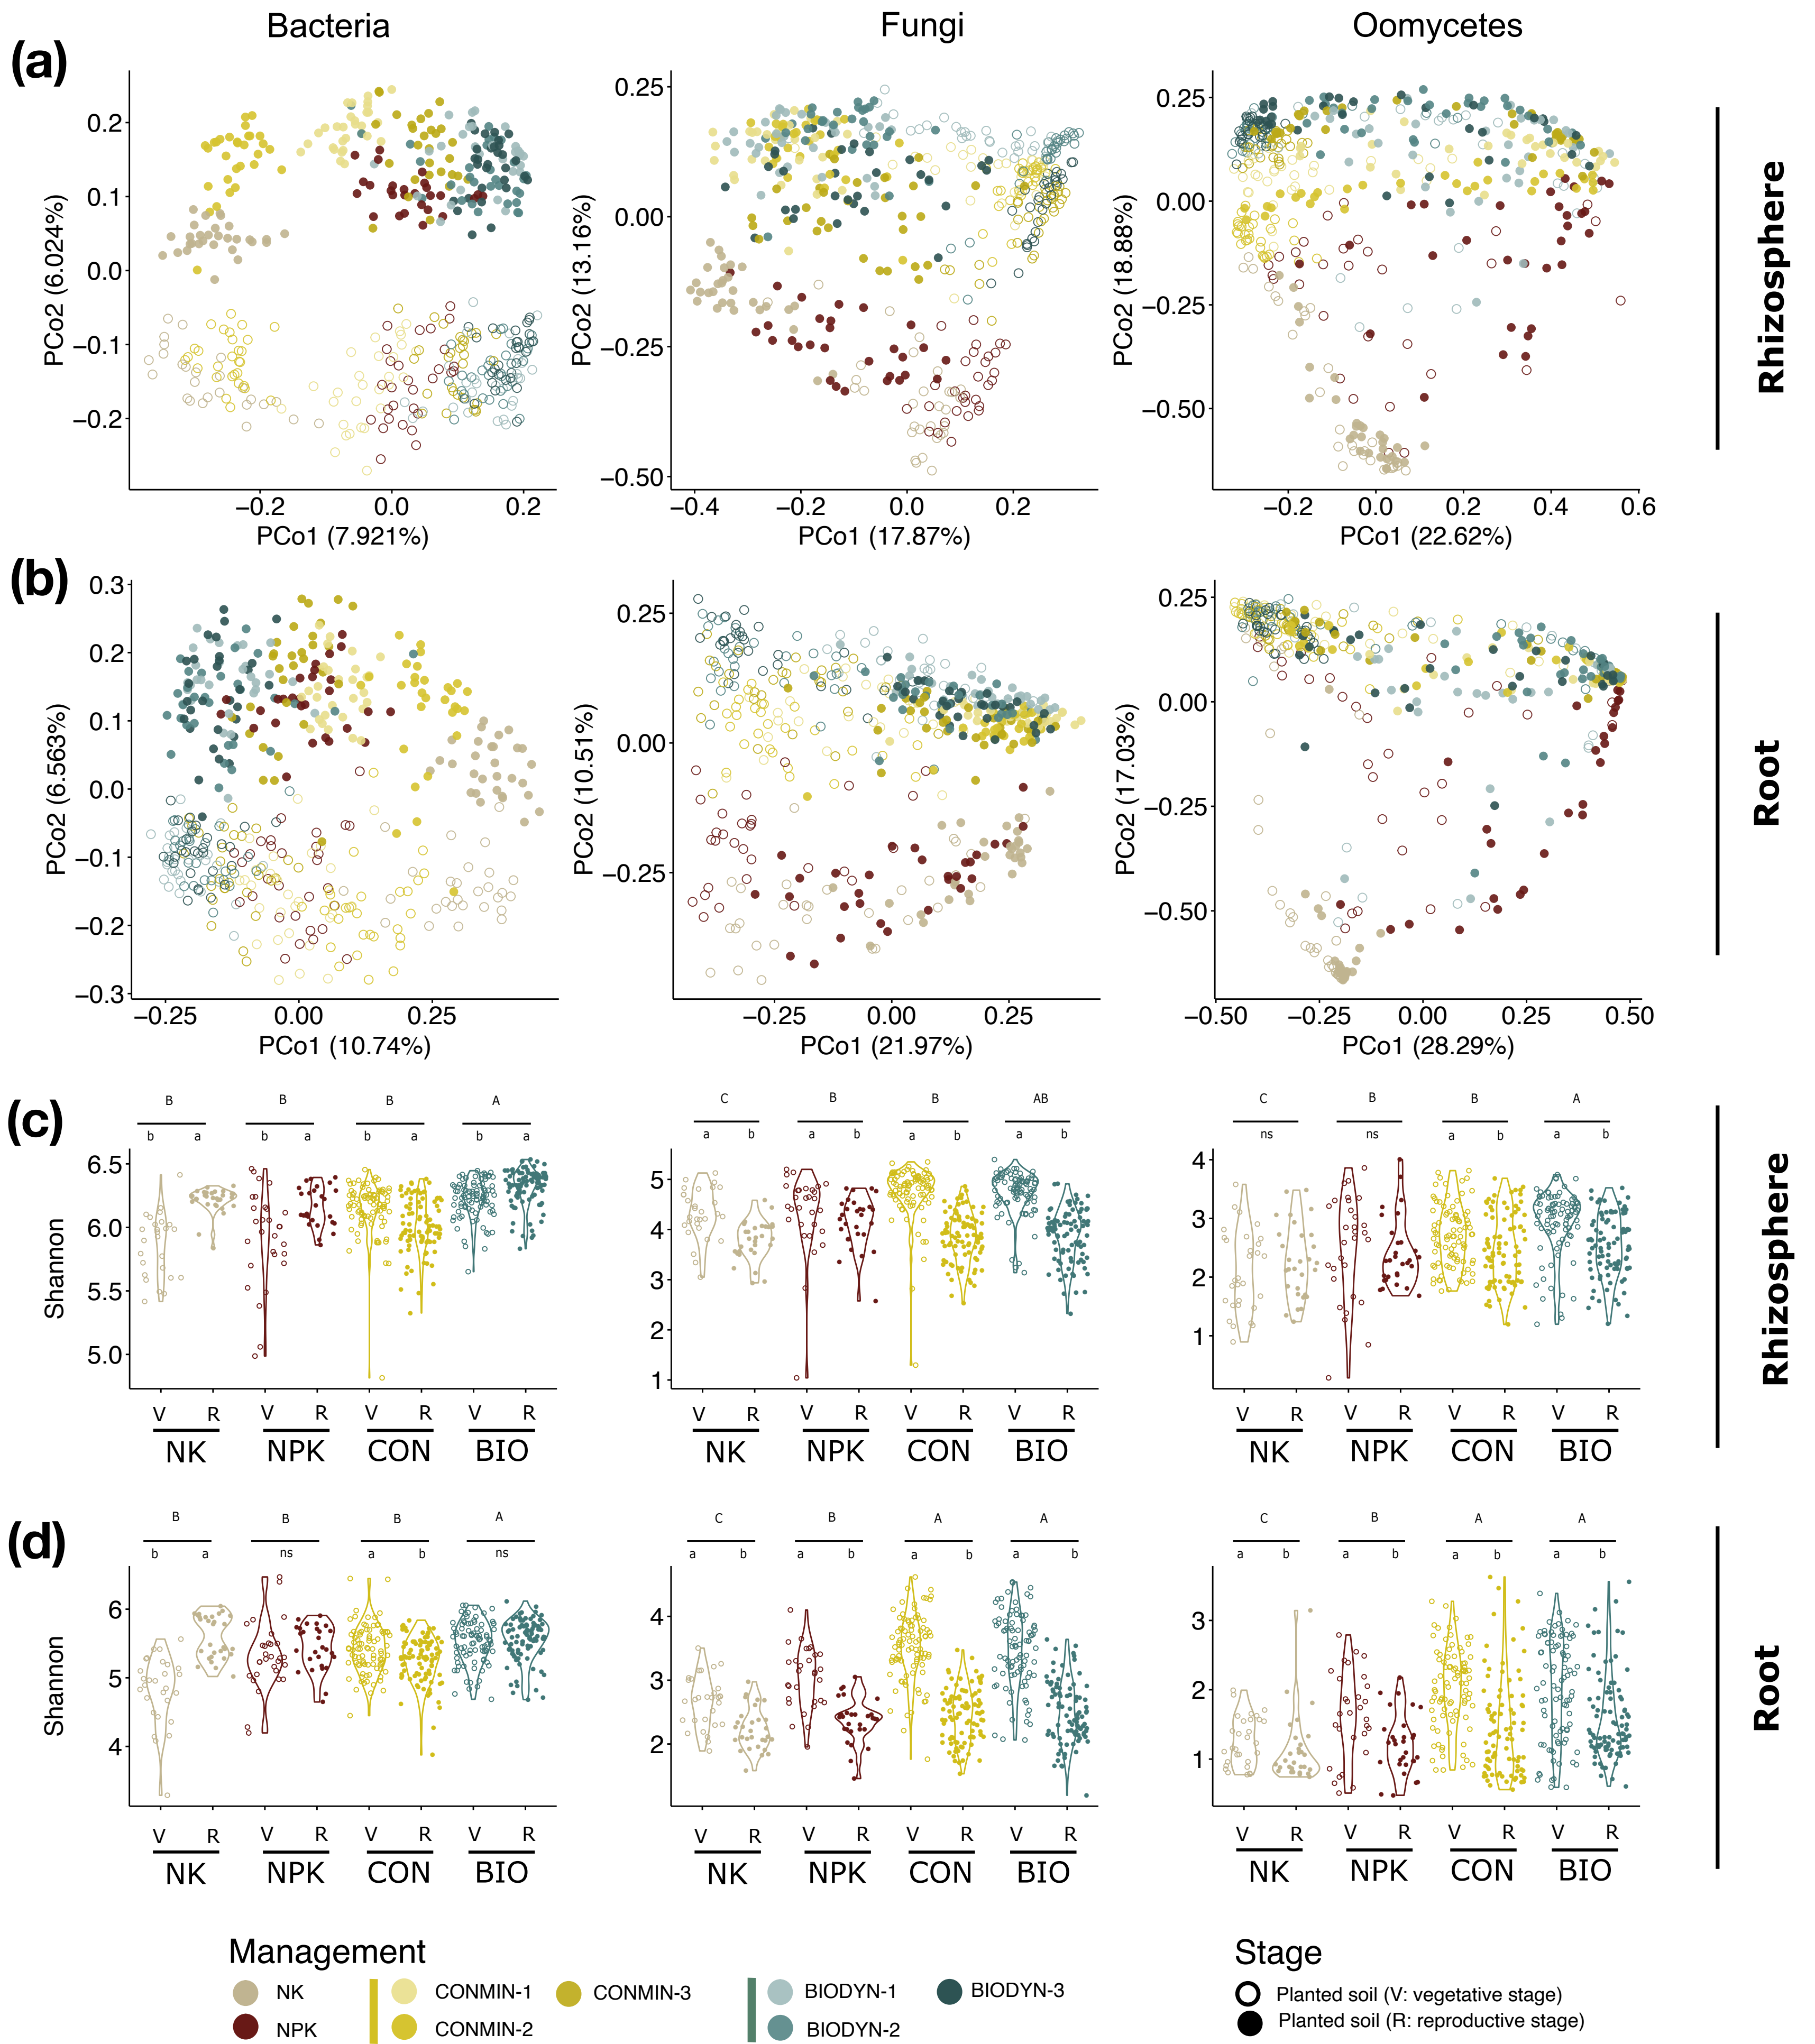 Bacteria Fungi Oomycetes
(a)
PCo2 (6.024%)
0.2
0.1
0.0
−0.1
−0.2
−0.2 0.0 0.2
PCo1 (7.921%)
PCo2 (13.16%)
0.25
0.00
−0.25
−0.50
−0.4 −0.2 0.0 0.2
PCo1 (17.87%)
PCo2 (18.88%)
0.25
0.00
−0.25
−0.50
−0.2 0.0 0.2 0.4 0.6
PCo1 (22.62%)
Rhizosphere
(b)
PCo2 (6.563%)
0.3
0.2
0.1
0.0
−0.1
−0.2
−0.3
−0.25 0.00 0.25
PCo1 (10.74%)
PCo2 (10.51%)
0.25
0.00
−0.25
−0.25 0.00 0.25
PCo1 (21.97%)
PCo2 (17.03%)
0.25
0.00
−0.25
−0.50
−0.50 −0.25 0.00 0.25 0.50
PCo1 (28.29%)
Root
(c)
B B B A
b a b a b a b a
Shannon
6.5
6.0
5.5
5.0
V R V R V R V R
NK NPK CON BIO
C B B AB
a b a b a b a b
5
4
3
2
1
V R V R V R V R
NK NPK CON BIO
C B B A
ns ns a b a b
4
3
2
1
V R V R V R V R
NK NPK CON BIO
Rhizosphere
(d)
B B B A
b a ns a b ns
Shannon
6
5
4
V R V R V R V R
NK NPK CON BIO
C B A A
a b a b a b a b
4
3
2
V R V R V R V R
NK NPK CON BIO
C B A A
a b a b a b a b
3
2
1
V R V R V R V R
NK NPK CON BIO
Root
Management
NK CONMIN-1 CONMIN-3 BIODYN-1 BIODYN-3
NPK CONMIN-2 BIODYN-2
Stage
Planted soil (V: vegetative stage)
Planted soil (R: reproductive stage)